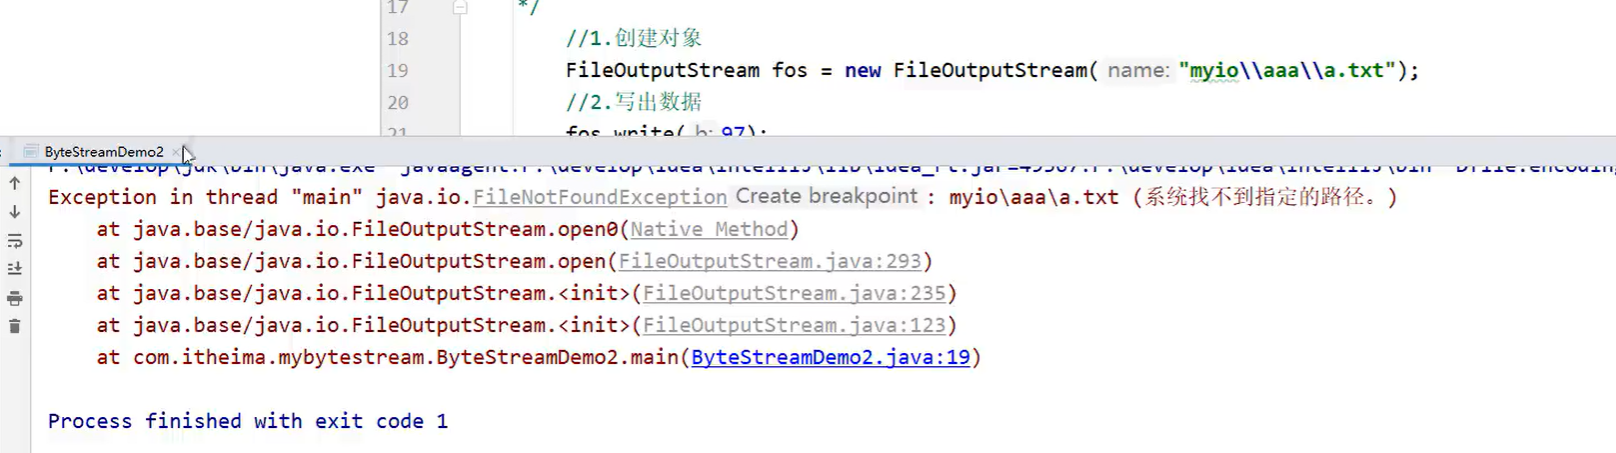 17 */
18 //1.创建对象
19 FileOutputStream fos = new FileOutputStream( name: "myio\\aaa\\a.txt");
20 //2.写出数据
21 fos.write( b: 97);
ByteStreamDemo2 ×
Exception in thread "main" java.io.FileNotFoundException Create breakpoint : myio\aaa\a.txt (系统找不到指定的路径。)
at java.base/java.io.FileOutputStream.open0(Native Method)
at java.base/java.io.FileOutputStream.open(FileOutputStream.java:293)
at java.base/java.io.FileOutputStream.<init>(FileOutputStream.java:235)
at java.base/java.io.FileOutputStream.<init>(FileOutputStream.java:123)
at com.itheima.mybytestream.ByteStreamDemo2.main(ByteStreamDemo2.java:19)
Process finished with exit code 1